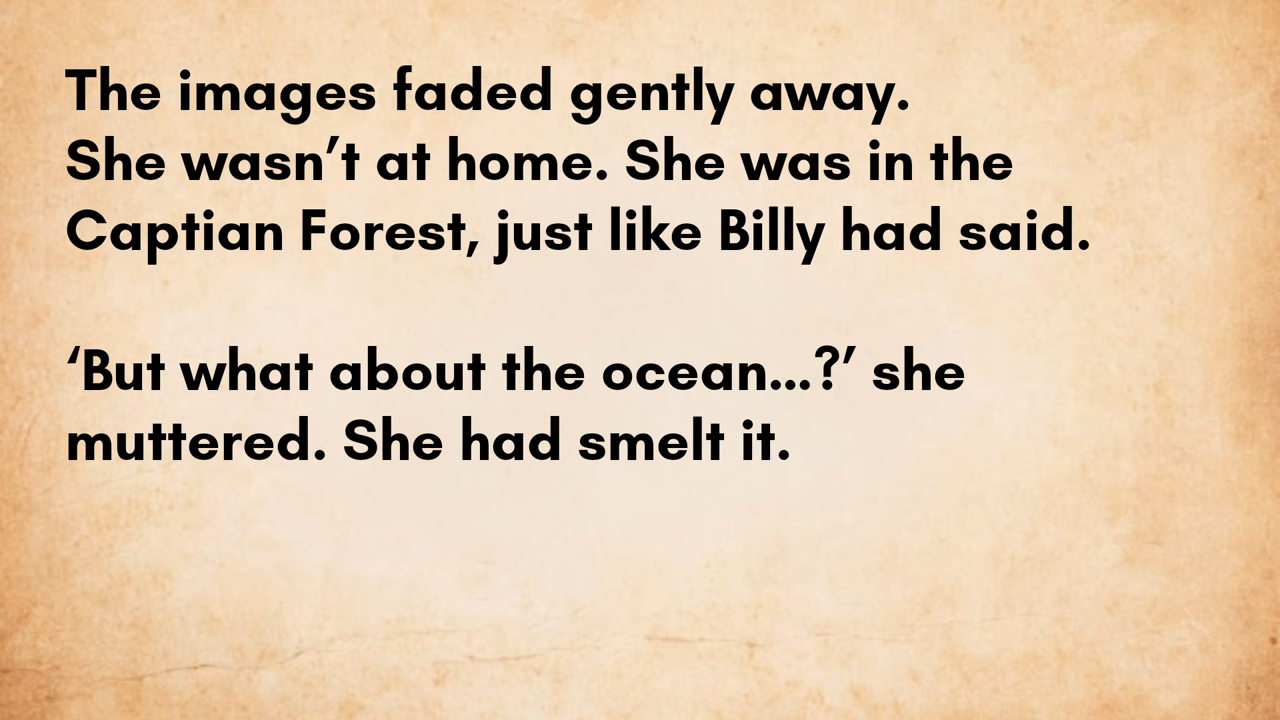 The images faded gently away.
She wasn’t at home. She was in the
Captian Forest, just like Billy had said.
‘But what about the ocean...?’ she
muttered. She had smelt it.